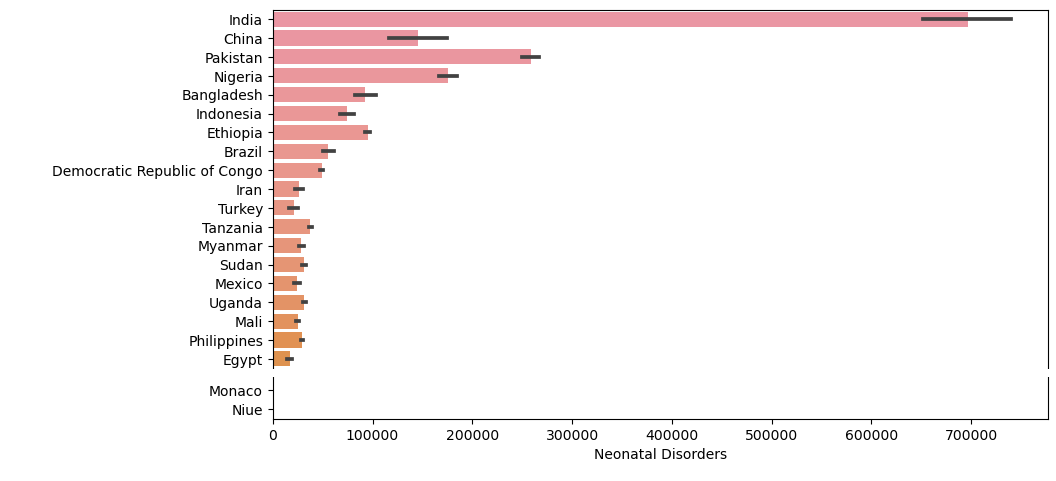 India
China
Pakistan
Nigeria
Bangladesh
Indonesia
Ethiopia
Brazil
Democratic Republic of Congo
Iran
Turkey
Tanzania
Myanmar
Sudan
Mexico
Uganda
Mali
Philippines
Egypt
Monaco
Niue
0 100000 200000 300000 400000 500000 600000 700000
Neonatal Disorders